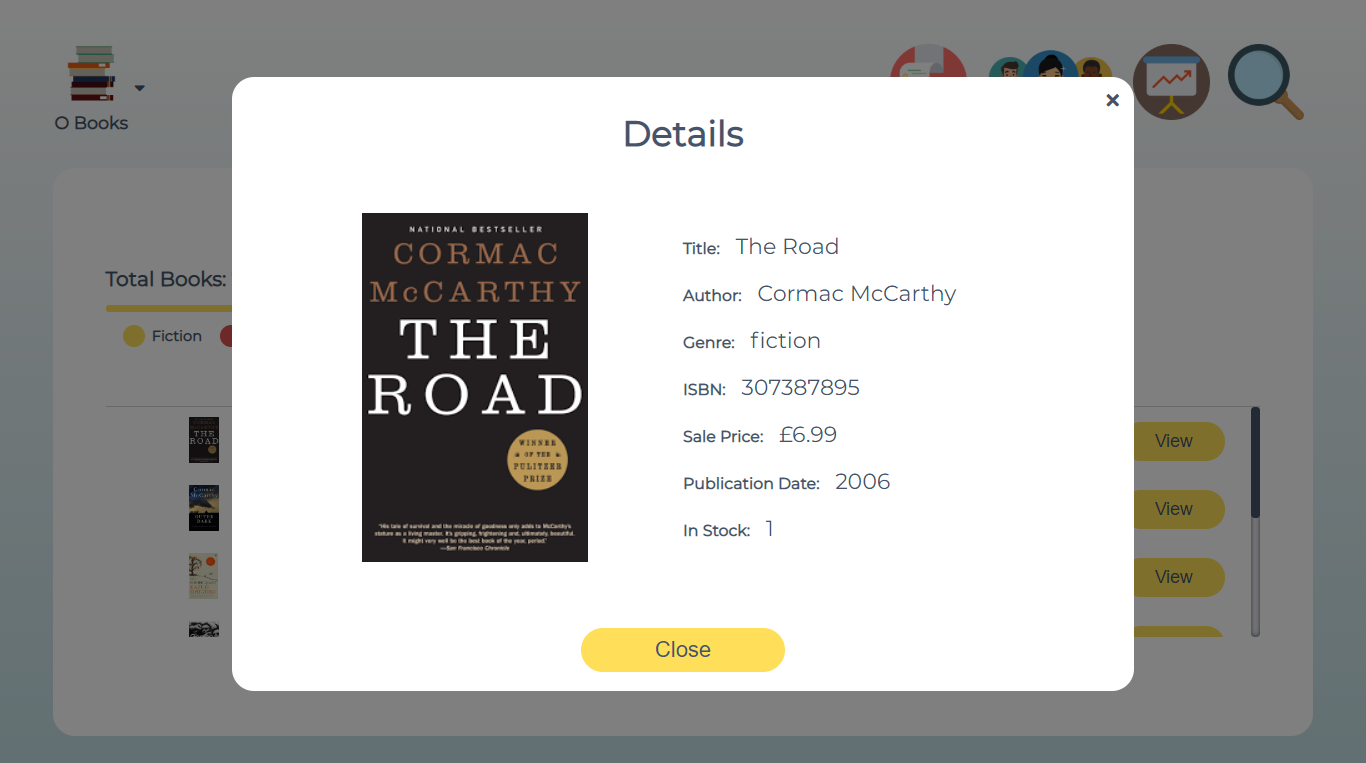 O Books
Details
×
NATIONAL BESTSELLER
CORMAC
McCARTHY
THE
ROAD
WINNER
OF THE
PULITZER
PRIZE
"His tale of survival and the miracle of goodness only adds to McCarthy's
stature as a living master. It's gripping, frightening and, ultimately, beautiful.
It might very well be the best book of the year, period."
—San Francisco Chronicle
Title: The Road
Author: Cormac McCarthy
Genre: fiction
ISBN: 307387895
Sale Price: £6.99
Publication Date: 2006
In Stock: 1
Close
Total Books:
Fiction
THE
ROAD
View
View
View